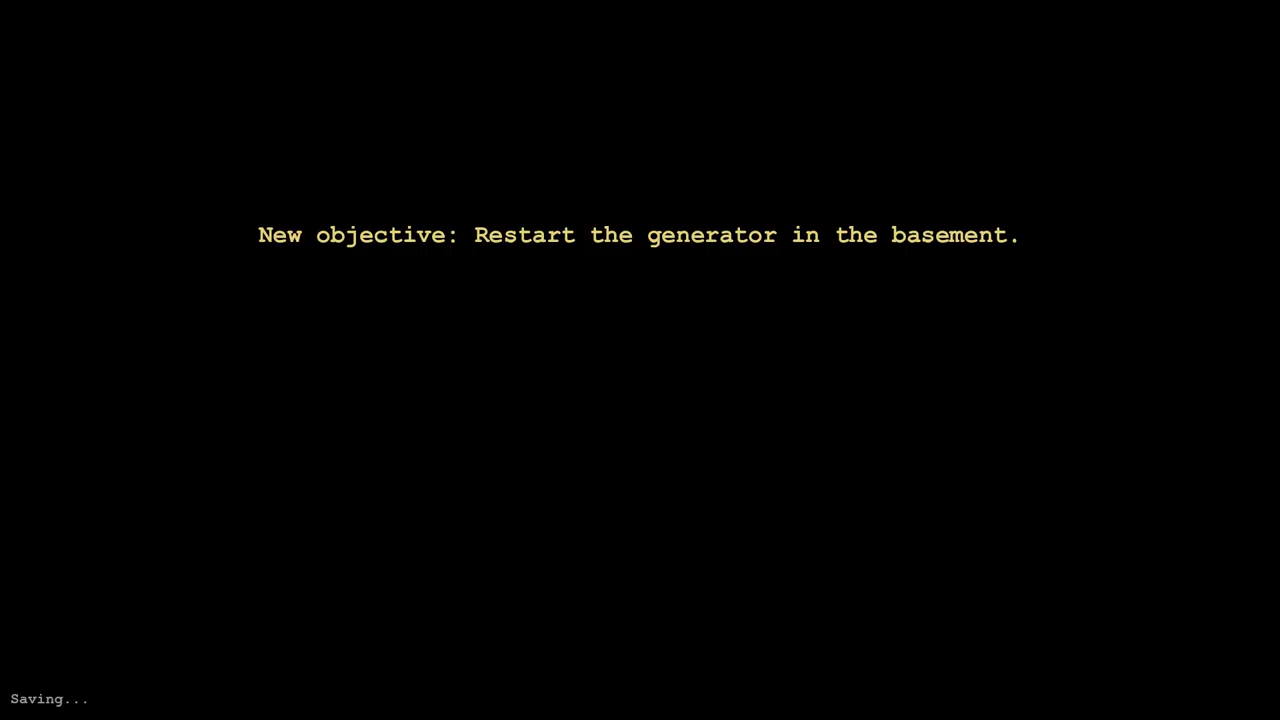 New objective: Restart the generator in the basement.
Saving...